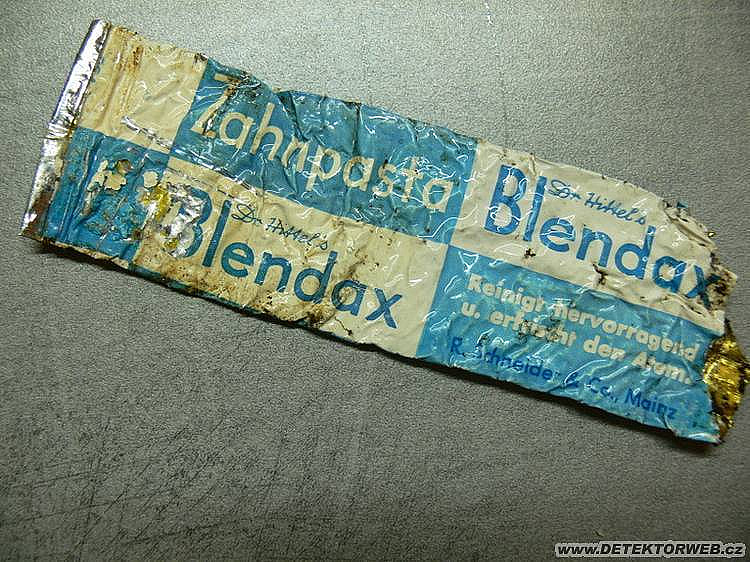 Zahnpasta
Dr Hittel's
Blendax
Dr Hittel's
Blendax
Reinigt hervorragend
u. erfrischt den Atem
R. Schneider & Co., Mainz
www.DETEKTORWEB.cz